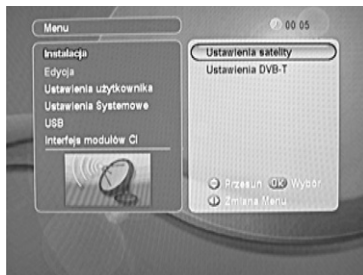 Menu
00 05
Instalacja
Edycja
Ustawienia użytkownika
Ustawienia Systemowe
USB
Interfejs modułów CI
Ustawienia satelity
Ustawienia DVB-T
Przesuń OK Wybór
Zmiana Menu